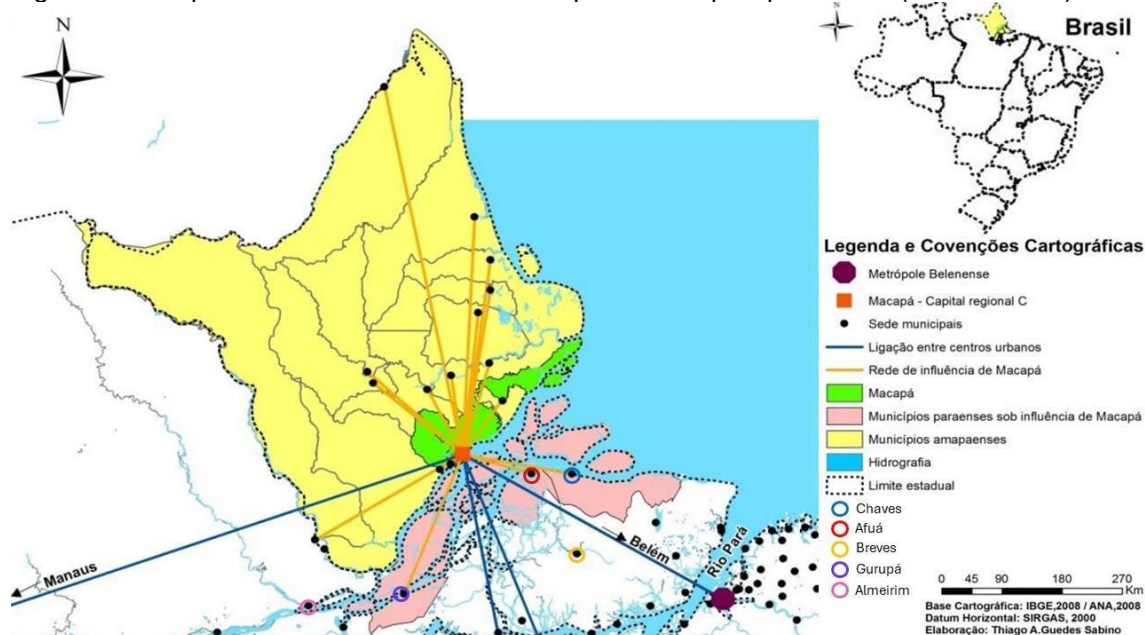 N
N
Brasil
Manaus
Belém
Rio Pará
Legenda e Covenções Cartográficas
Metrópole Belenense
Macapá - Capital regional C
Sede municipais
Ligação entre centros urbanos
Rede de influência de Macapá
Macapá
Municípios paraenses sob influência de Macapá
Municípios amapaenses
Hidrografia
Limite estadual
Chaves
Afuá
Breves
Gurupá
Almeirim
0 45 90 180 270
Km
Base Cartográfica: IBGE,2008 / ANA,2008
Datum Horizontal: SIRGAS, 2000
Elaboração: Thiago A.Guedes Sabino